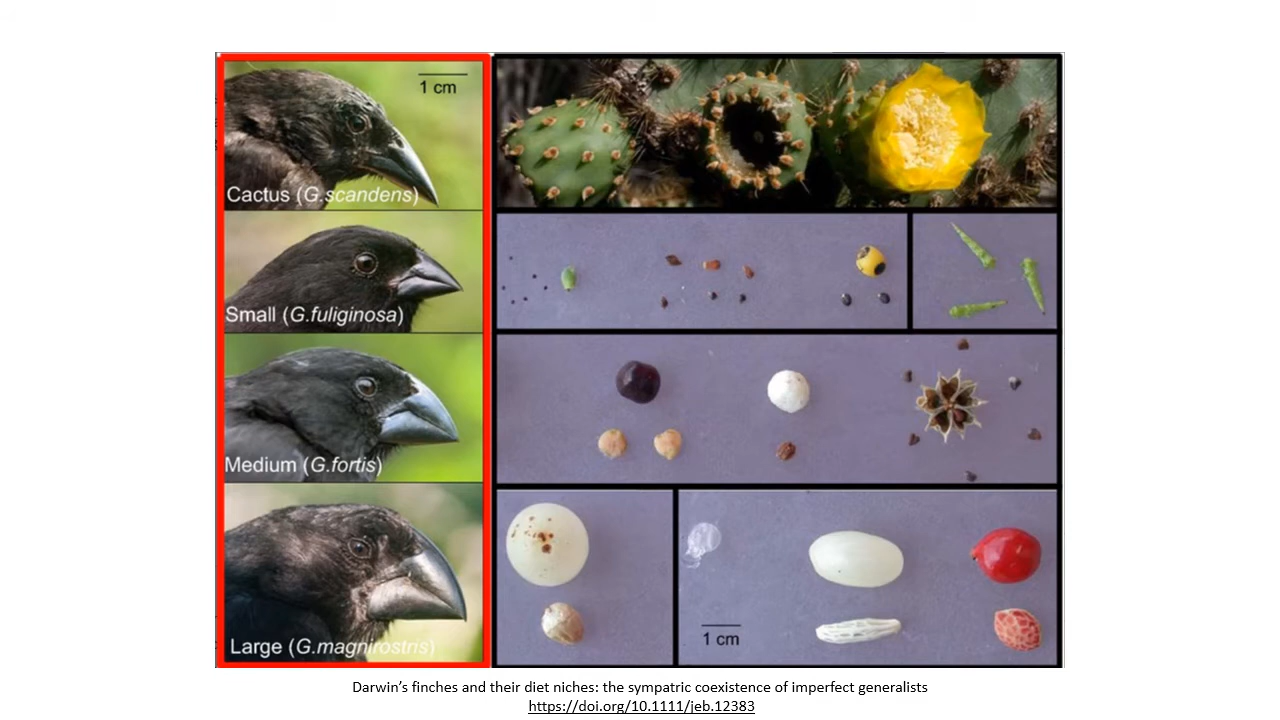 1 cm
Cactus (G.scandens)
Small (G.fuliginosa)
Medium (G.fortis)
Large (G.magnirostris)
1 cm
Darwin’s finches and their diet niches: the sympatric coexistence of imperfect generalists
https://doi.org/10.1111/jeb.12383